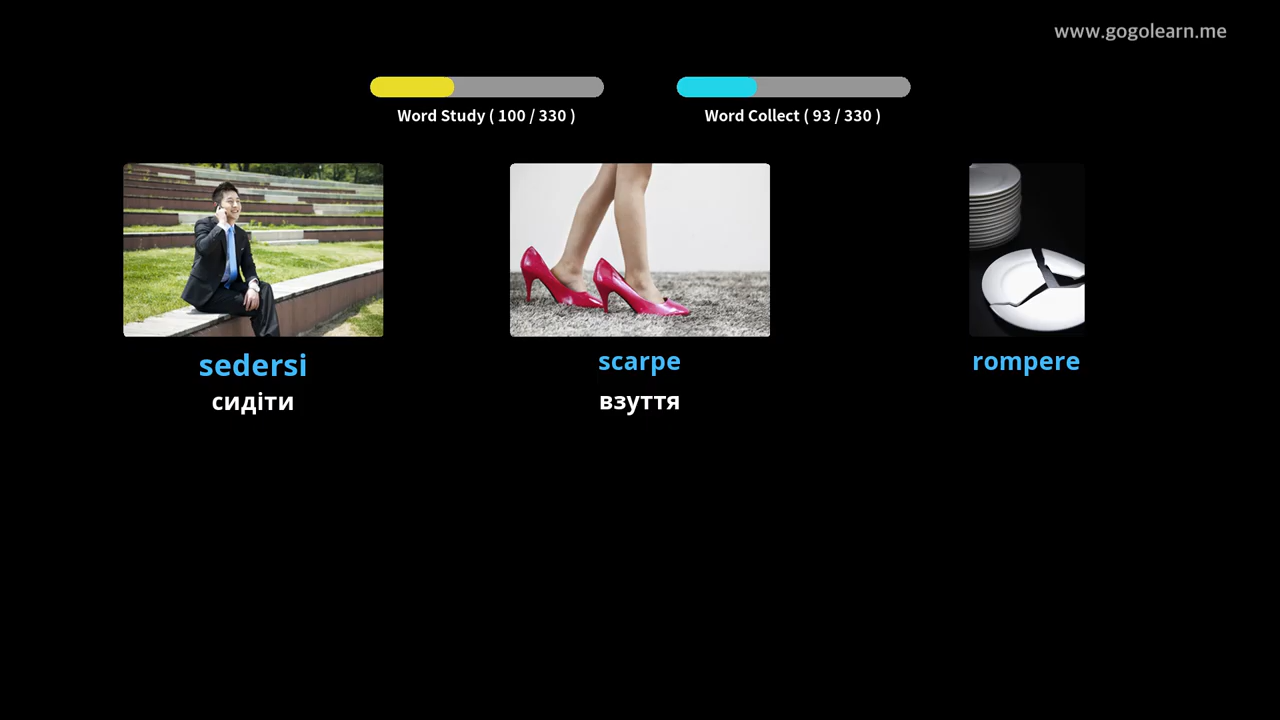 www.gogolearn.me
Word Study ( 100 / 330 )
Word Collect ( 93 / 330 )
sedersi
сидіти
scarpe
взуття
rompere